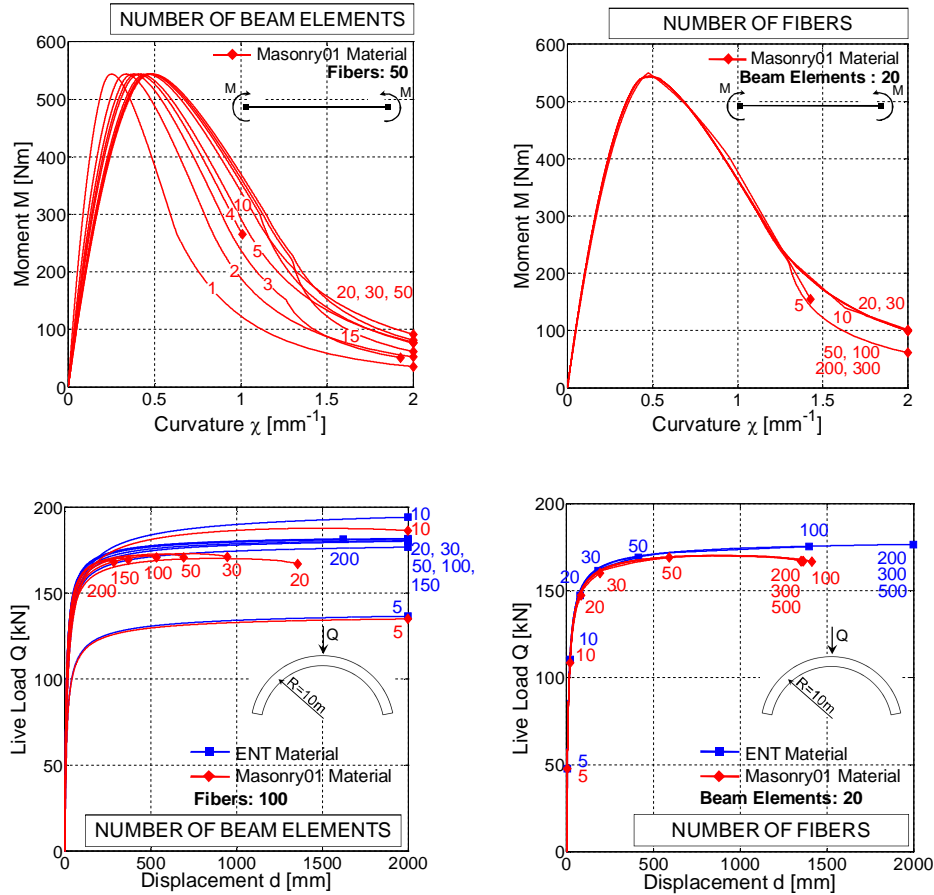 NUMBER OF BEAM ELEMENTS
Masonry01 Material
Fibers: 50
M
M
600
500
400
300
200
100
0
Moment M [Nm]
10
4
5
2
3
1
20, 30, 50
15
0
0.5
1
1.5
2
Curvature χ [mm⁻¹]
NUMBER OF FIBERS
Masonry01 Material
Beam Elements : 20
M
M
600
500
400
300
200
100
0
Moment M [Nm]
5
20, 30
10
50, 100
200, 300
0
0.5
1
1.5
2
Curvature χ [mm⁻¹]
200
150
100
50
0
Live Load Q [kN]
10
10
200
20, 30,
50, 100,
150
200
150
100
50
30
20
5
5
Q
R=10m
ENT Material
Masonry01 Material
Fibers: 100
NUMBER OF BEAM ELEMENTS
0
500
1000
1500
2000
Displacement d [mm]
200
150
100
50
0
Live Load Q [kN]
100
50
30
20
200
300
500
50
30
20
200
300
500
100
10
10
5
5
Q
R=10m
ENT Material
Masonry01 Material
Beam Elements: 20
NUMBER OF FIBERS
0
500
1000
1500
2000
Displacement d [mm]